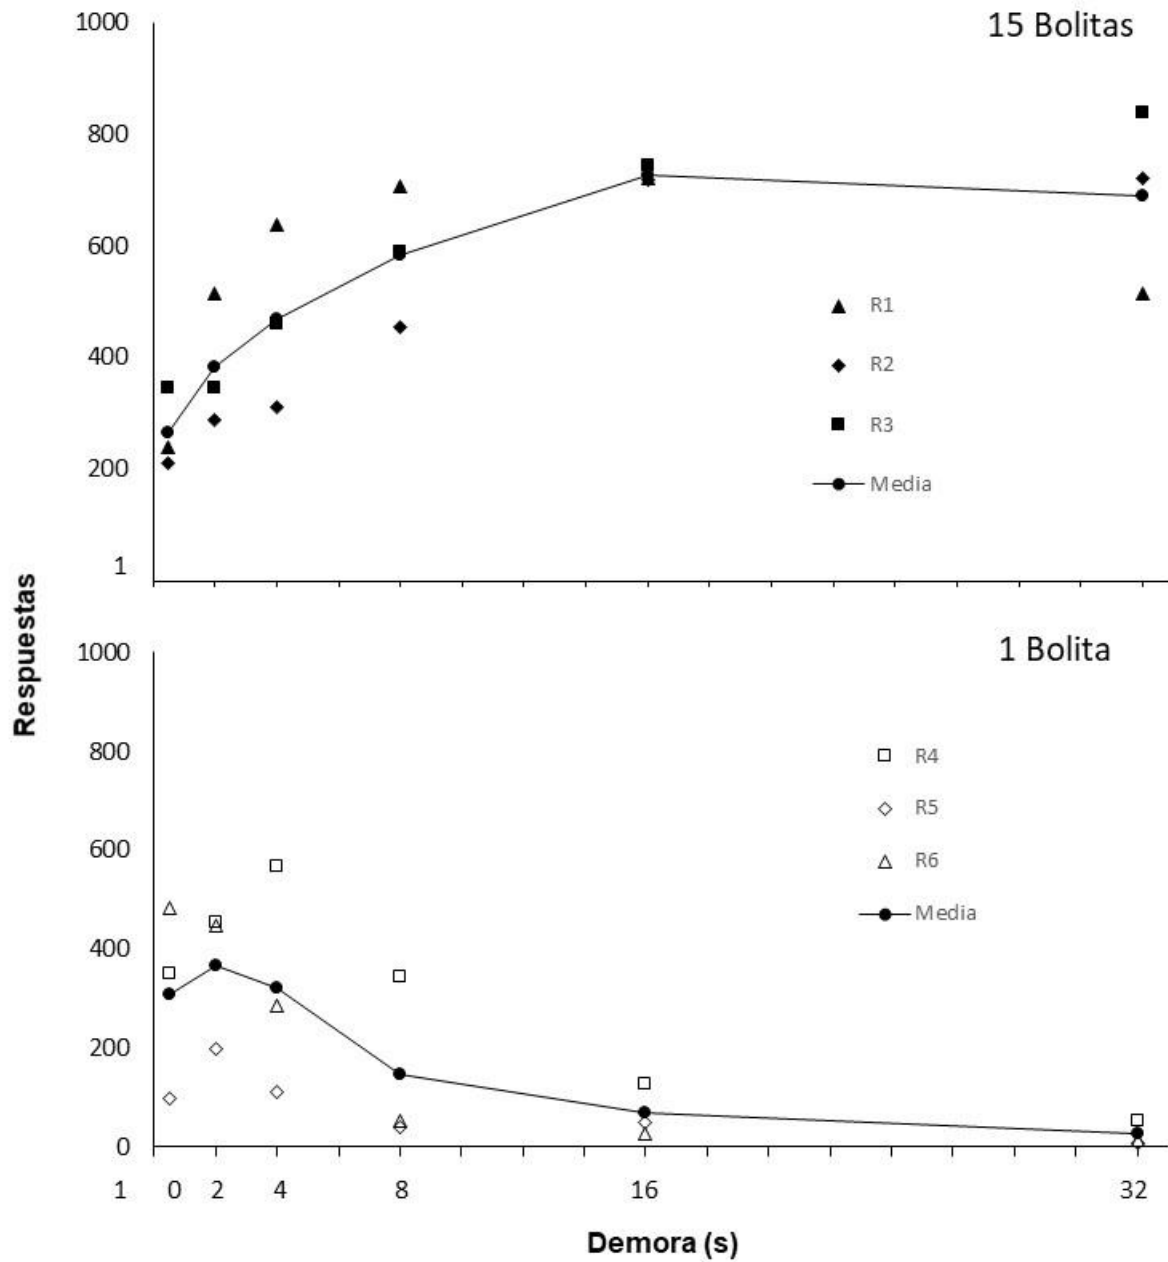 15 Bolitas
1000
800
600
400
200
1
R1
R2
R3
Media
Respuestas
1 Bolita
1000
800
600
400
200
0
R4
R5
R6
Media
1 0 2 4 8 16 32
Demora (s)